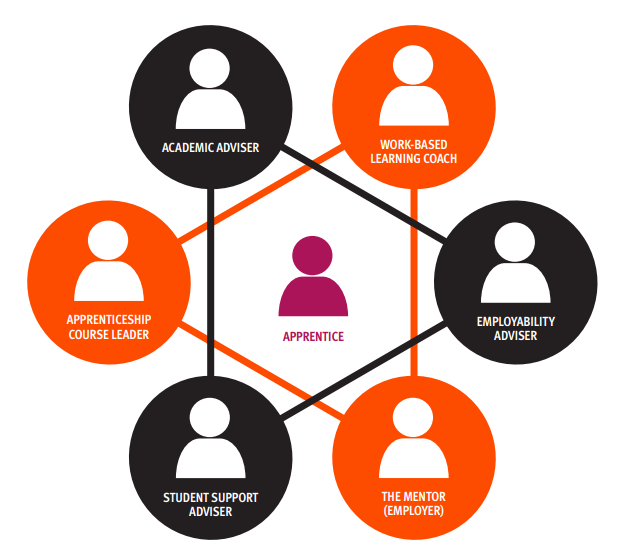 ACADEMIC ADVISER
WORK-BASED
LEARNING COACH
APPRENTICESHIP
COURSE LEADER
APPRENTICE
EMPLOYABILITY
ADVISER
STUDENT SUPPORT
ADVISER
THE MENTOR
(EMPLOYER)